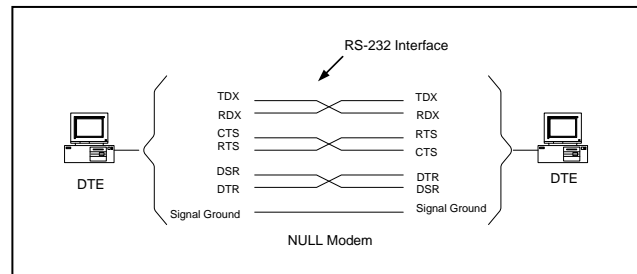 RS-232 Interface
TDX TDX
RDX RDX
CTS RTS
RTS CTS
DSR DTR
DTR DSR
DTE DTE
Signal Ground Signal Ground
NULL Modem